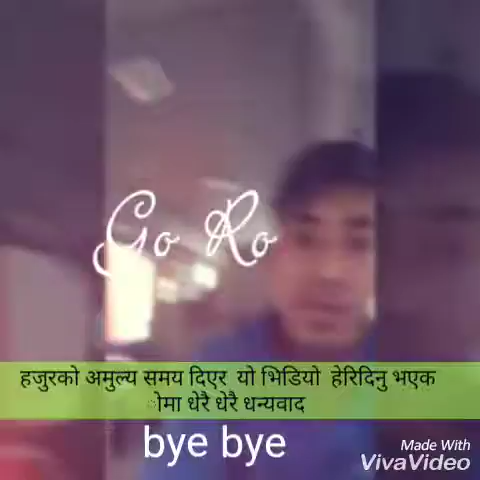 Go Ro
हजुरको अमुल्य समय दिएर यो भिडियो हेरिदिनु भएक
ोमा धेरै धेरै धन्यवाद
bye bye
Made With
VivaVideo